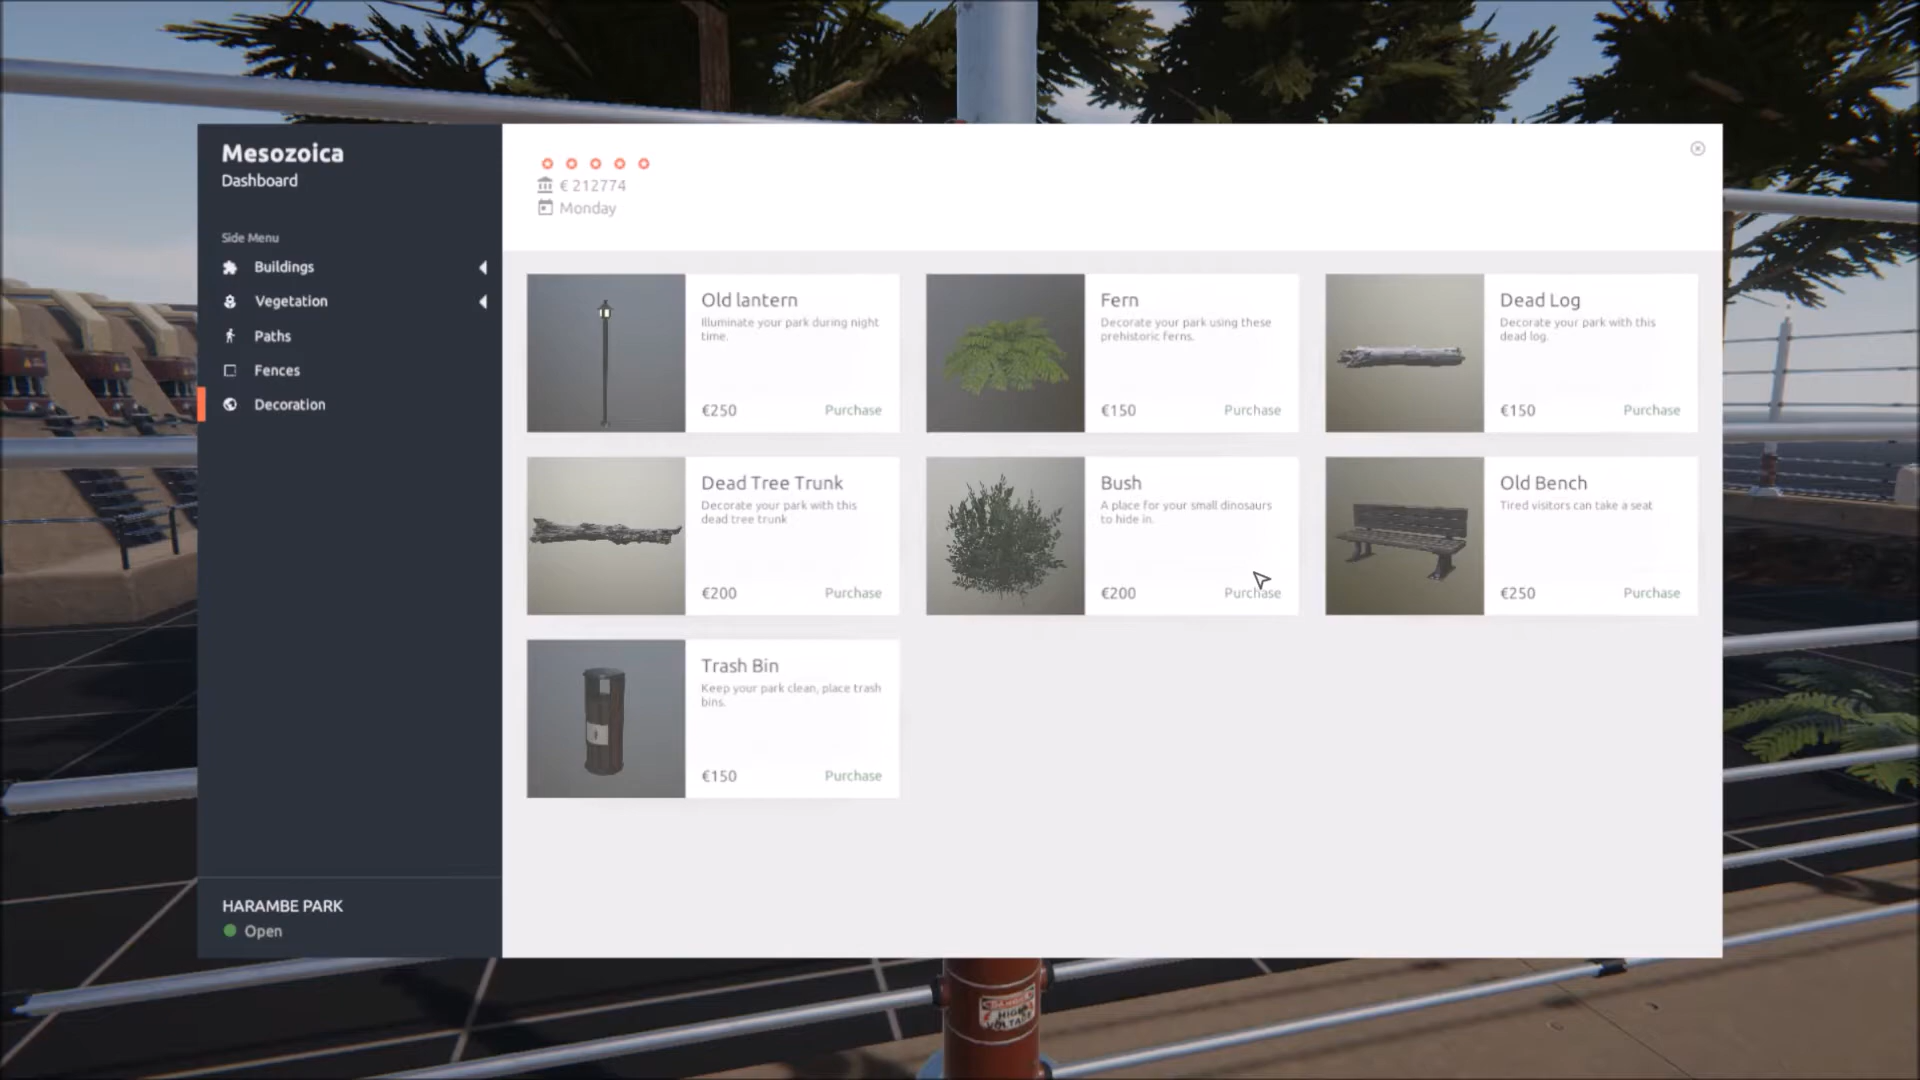 Mesozoica
Dashboard
Side Menu
Buildings
Vegetation
Paths
Fences
Decoration
HARAMBE PARK
Open
€ 212774
Monday
Old lantern
Illuminate your park during night
time.
€250 Purchase
Fern
Decorate your park using these
prehistoric ferns.
€150 Purchase
Dead Log
Decorate your park with this
dead log.
€150 Purchase
Dead Tree Trunk
Decorate your park with this
dead tree trunk
€200 Purchase
Bush
A place for your small dinosaurs
to hide in.
€200 Purchase
Old Bench
Tired visitors can take a seat
€250 Purchase
Trash Bin
Keep your park clean, place trash
bins.
€150 Purchase
DANGER
HIGH
VOLTAGE